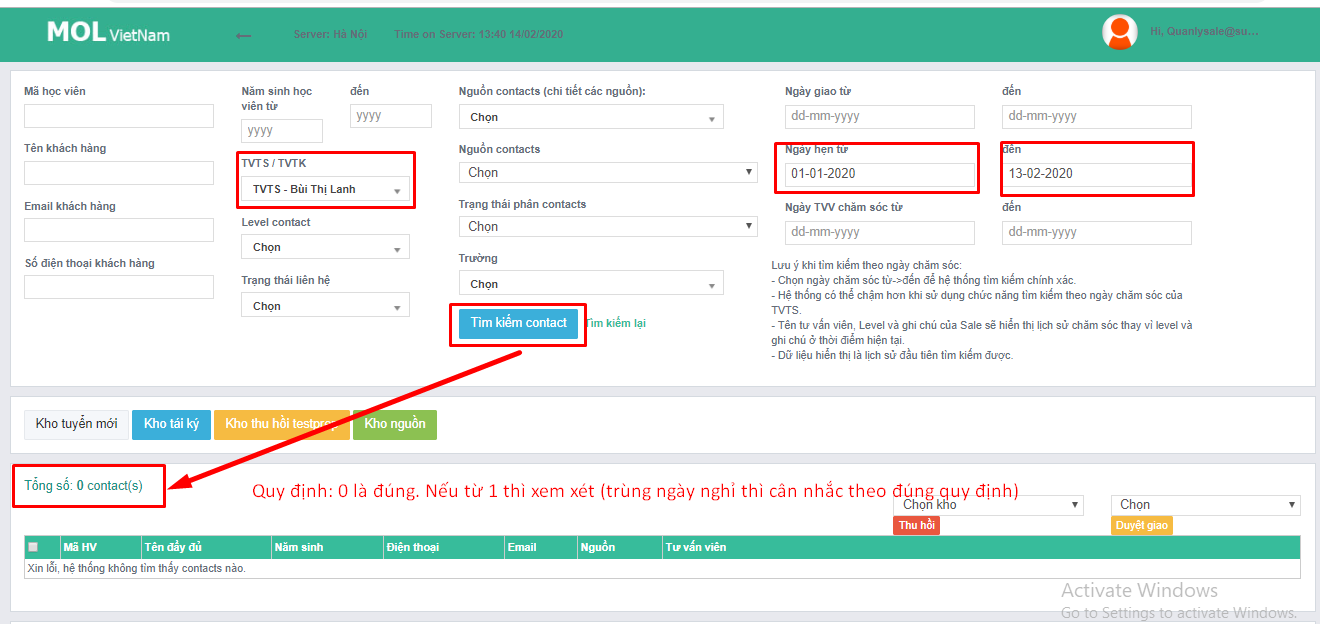 MOL VietNam
Server: Hà Nội
Time on Server: 13:40 14/02/2020
Hi, Quanlysale@su...
Mã học viên
Tên khách hàng
Email khách hàng
Số điện thoại khách hàng
Năm sinh học
viên từ
đến
yyyy
yyyy
TVTS / TVTK
TVTS - Bùi Thị Lanh
Level contact
Chọn
Trạng thái liên hệ
Chọn
Nguồn contacts (chi tiết các nguồn):
Chọn
Nguồn contacts
Chọn
Trạng thái phân contacts
Chọn
Trường
Chọn
Tìm kiếm contact
Tìm kiếm lại
Ngày giao từ
đến
dd-mm-yyyy
dd-mm-yyyy
Ngày hẹn từ
đến
01-01-2020
13-02-2020
Ngày TVV chăm sóc từ
đến
dd-mm-yyyy
dd-mm-yyyy
Lưu ý khi tìm kiếm theo ngày chăm sóc:
- Chọn ngày chăm sóc từ->đến để hệ thống tìm kiếm chính xác.
- Hệ thống có thể chậm hơn khi sử dụng chức năng tìm kiếm theo ngày chăm sóc của
TVTS.
- Tên tư vấn viên, Level và ghi chú của Sale sẽ hiển thị lịch sử chăm sóc thay vì level và
ghi chú ở thời điểm hiện tại.
- Dữ liệu hiển thị là lịch sử đầu tiên tìm kiếm được.
Kho tuyển mới
Kho tái ký
Kho thu hồi testprep
Kho nguồn
Tổng số: 0 contact(s)
Quy định: 0 là đúng. Nếu từ 1 thì xem xét (trùng ngày nghỉ thì cân nhắc theo đúng quy định)
Chọn kho
Chọn
Thu hồi
Duyệt giao
Mã HV
Tên đầy đủ
Năm sinh
Điện thoại
Email
Nguồn
Tư vấn viên
Xin lỗi, hệ thống không tìm thấy contacts nào.
Activate Windows
Go to Settings to activate Windows.